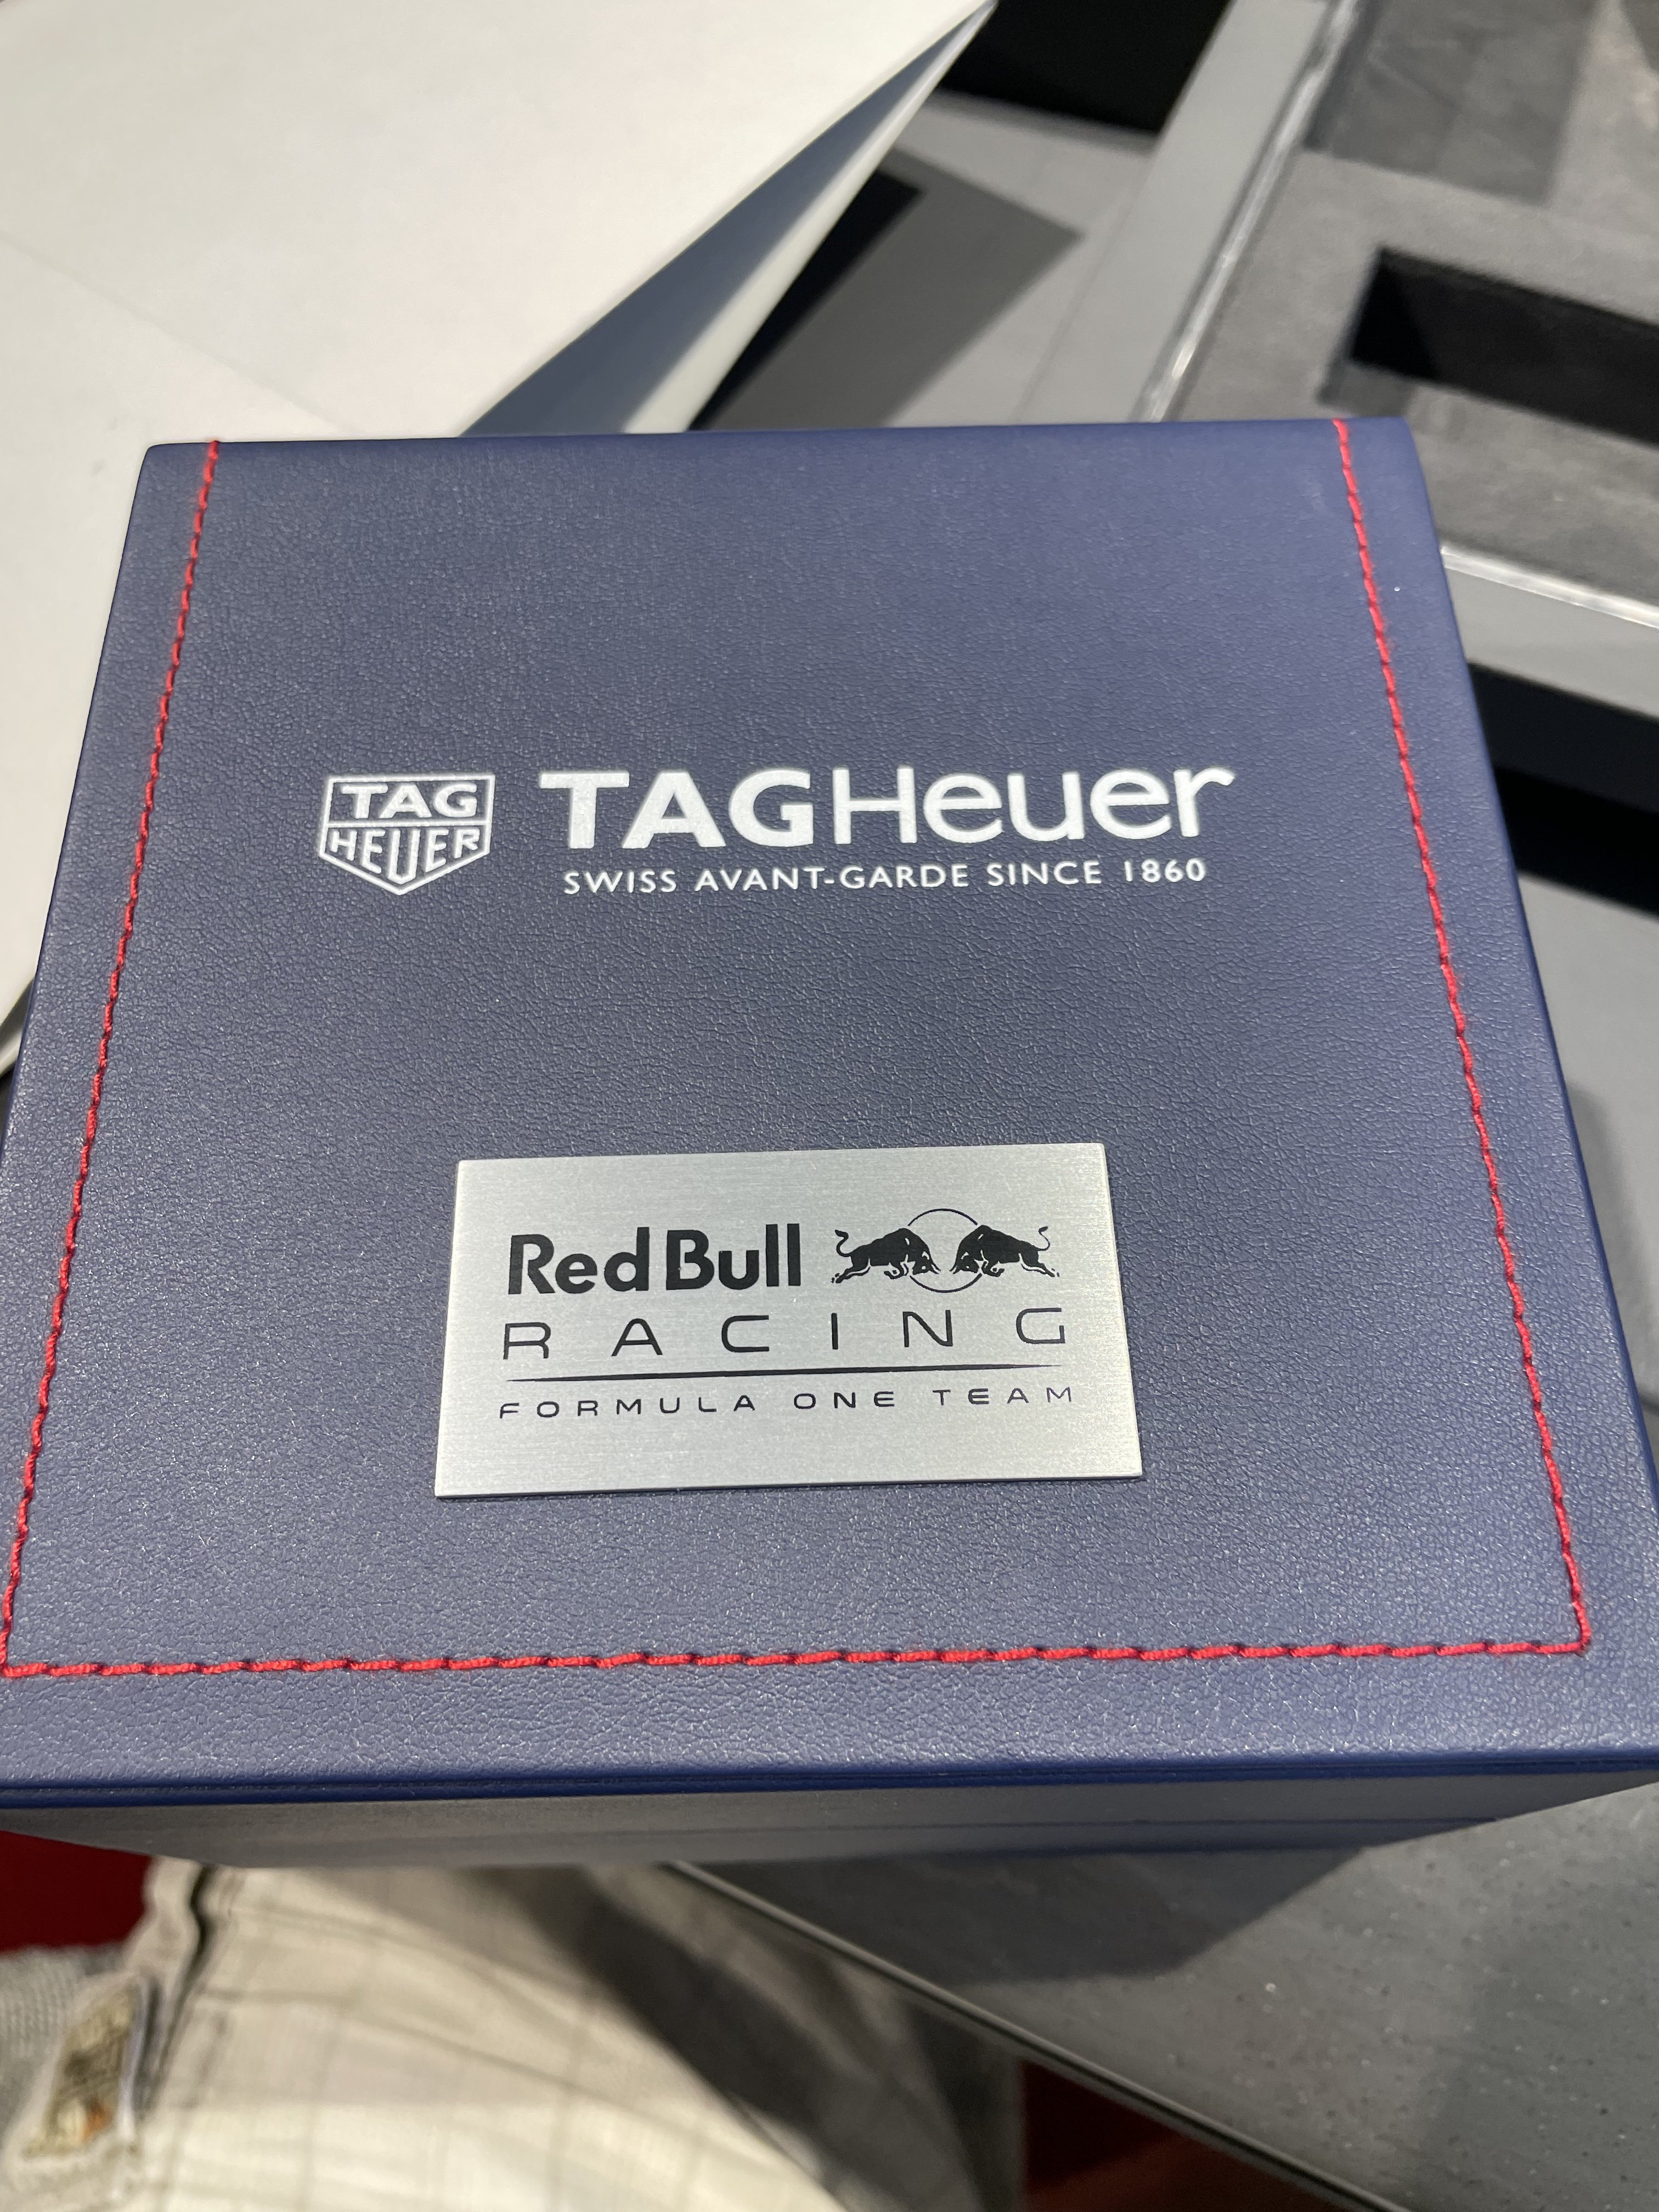 TAG
HEUER
TAGHeuer
SWISS AVANT-GARDE SINCE 1860
Red Bull
RACING
FORMULA ONE TEAM